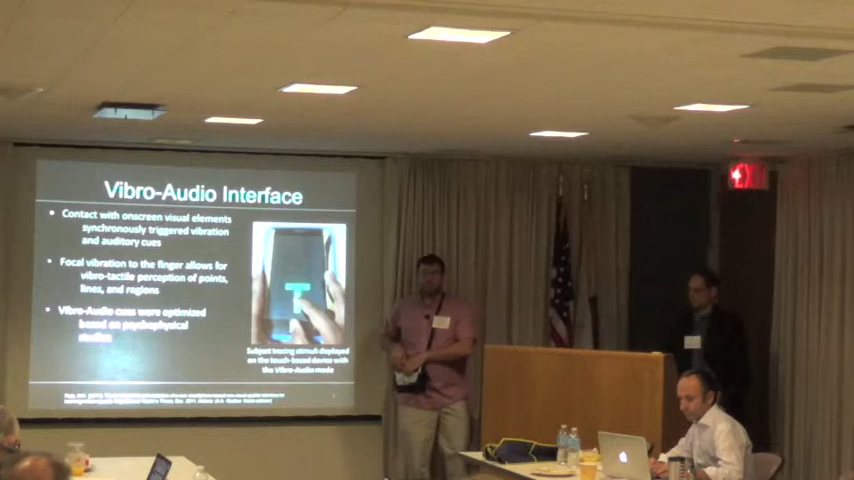 Vibro-Audio Interface
• Contact with onscreen visual elements
synchronously triggered vibration
and auditory cues
• Focal vibration to the finger allows for
vibro-tactile perception of points,
lines, and regions
• Vibro-Audio cues were optimized
based on psychophysical
studies
Subject tracing stimuli displayed
on the touch-based device with
the Vibro-Audio mode